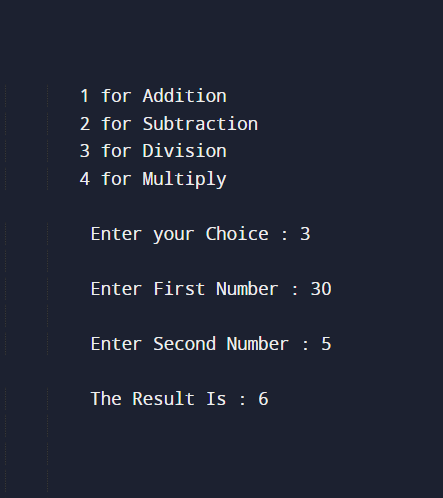 1 for Addition
2 for Subtraction
3 for Division
4 for Multiply
Enter your Choice : 3
Enter First Number : 30
Enter Second Number : 5
The Result Is : 6